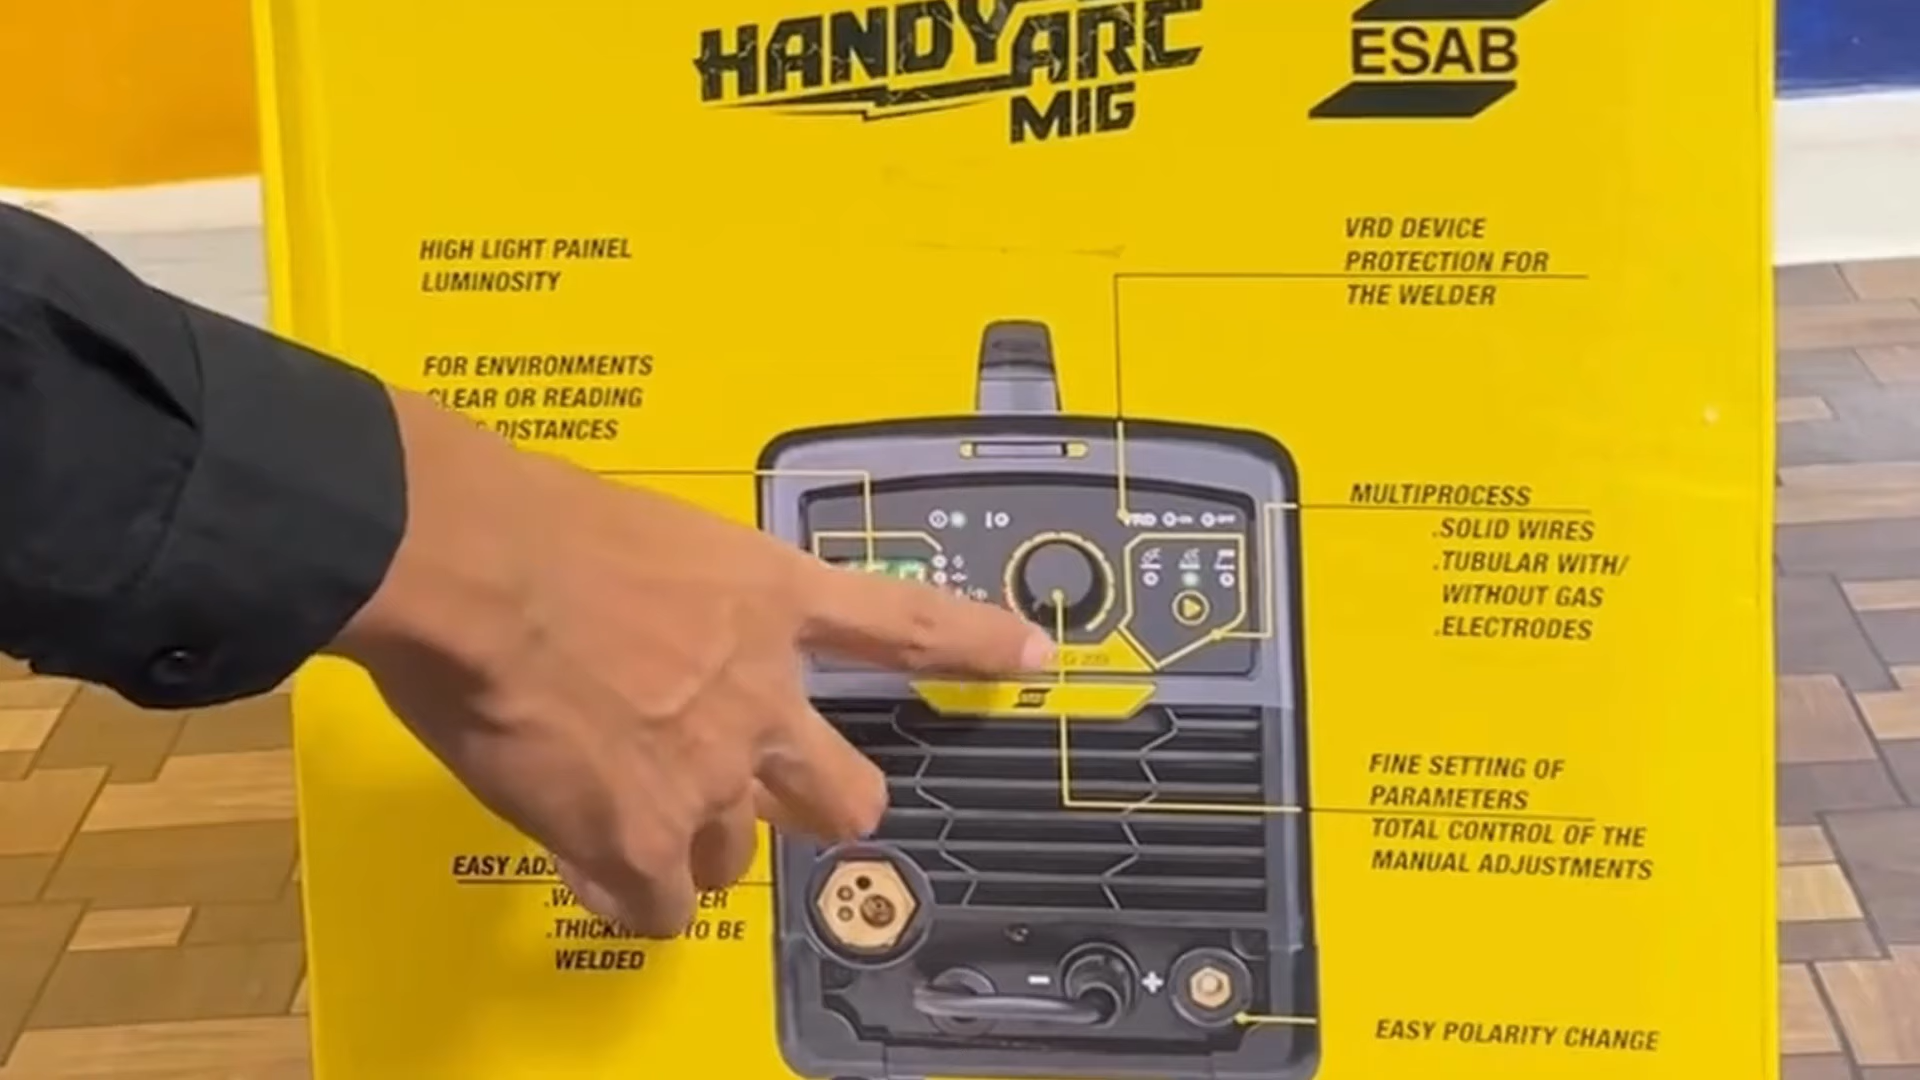 HANDYARC
MIG
ESAB
HIGH LIGHT PAINEL
LUMINOSITY
FOR ENVIRONMENTS
CLEAR OR READING
DISTANCES
VRD DEVICE
PROTECTION FOR
THE WELDER
VRD
MULTIPROCESS
.SOLID WIRES
.TUBULAR WITH/
WITHOUT GAS
.ELECTRODES
FINE SETTING OF
PARAMETERS
TOTAL CONTROL OF THE
MANUAL ADJUSTMENTS
EASY
.THICKNESS TO BE
WELDED
- +
EASY POLARITY CHANGE